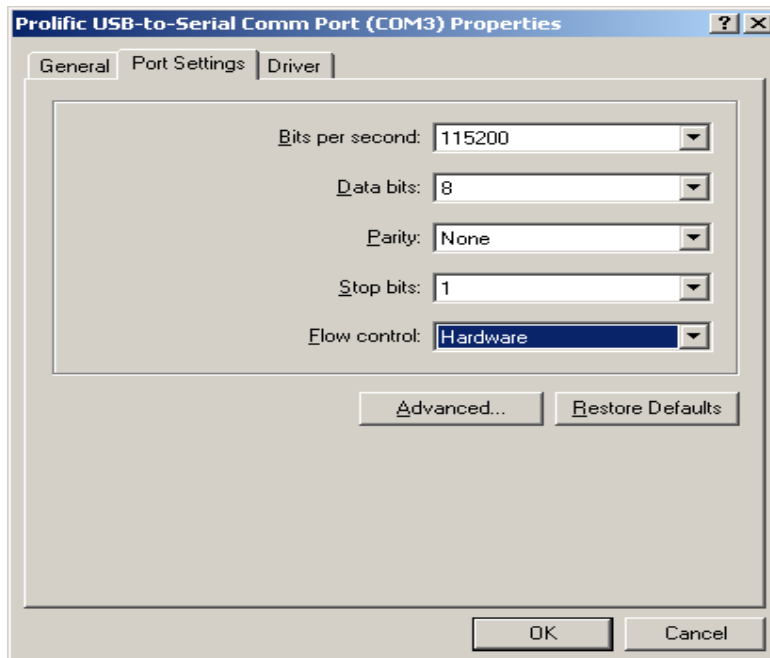 Prolific USB-to-Serial Comm Port (COM3) Properties
General Port Settings Driver
Bits per second: 115200
Data bits: 8
Parity: None
Stop bits: 1
Flow control: Hardware
Advanced... Restore Defaults
OK Cancel